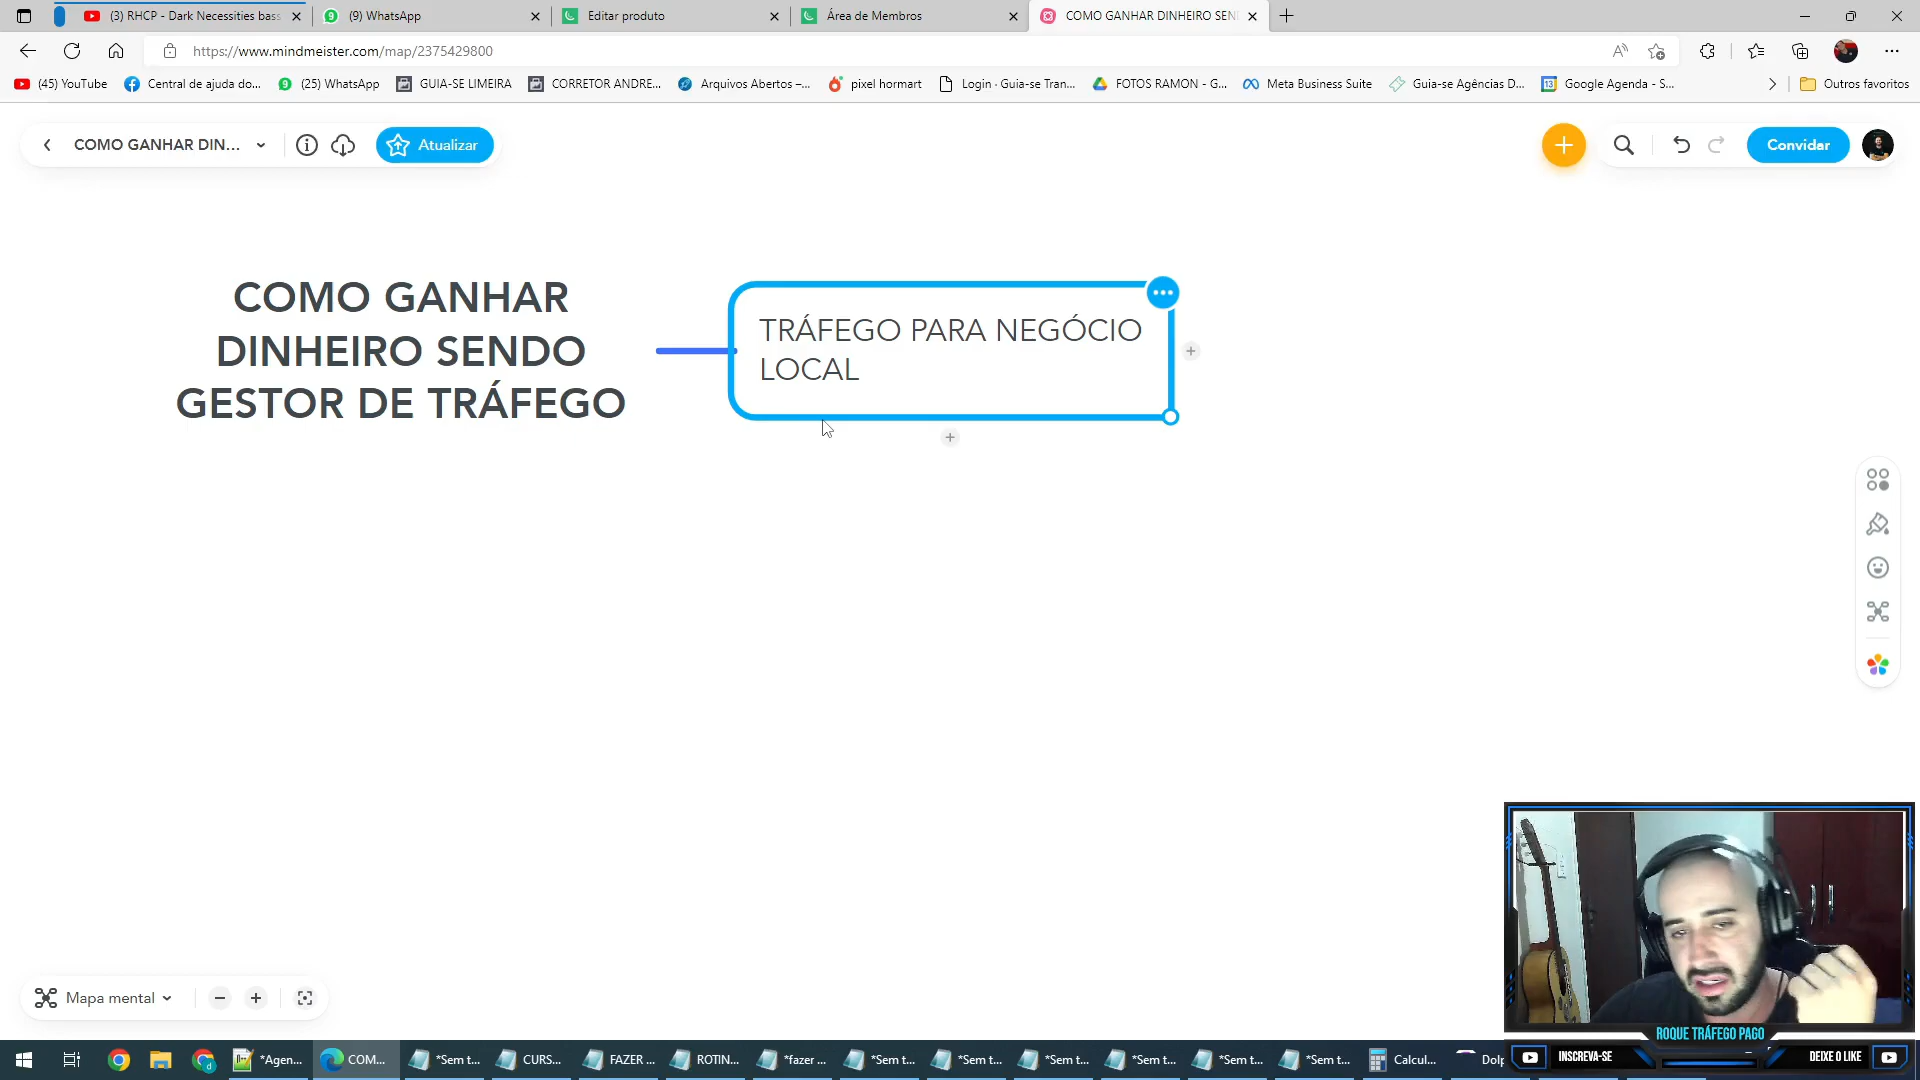 (3) RHCP - Dark Necessities bass
(9) WhatsApp
Editar produto
Área de Membros
COMO GANHAR DINHEIRO SEN
https://www.mindmeister.com/map/2375429800
(45) YouTube
Central de ajuda do...
(25) WhatsApp
GUIA-SE LIMEIRA
CORRETOR ANDRE...
Arquivos Abertos –...
pixel hormart
Login · Guia-se Tran...
FOTOS RAMON - G...
Meta Business Suite
Guia-se Agências D...
Google Agenda - S...
Outros favoritos
COMO GANHAR DIN...
Atualizar
Convidar
COMO GANHAR
DINHEIRO SENDO
GESTOR DE TRÁFEGO
TRÁFEGO PARA NEGÓCIO
LOCAL
Mapa mental
ROQUE TRÁFEGO PAGO
INSCREVA-SE
DEIXE O LIKE
*Agen...
COM...
*Sem t...
CURS...
FAZER ...
ROTIN...
*fazer ...
*Sem t...
*Sem t...
*Sem t...
*Sem t...
*Sem t...
*Sem t...
Calcul...
Dolp